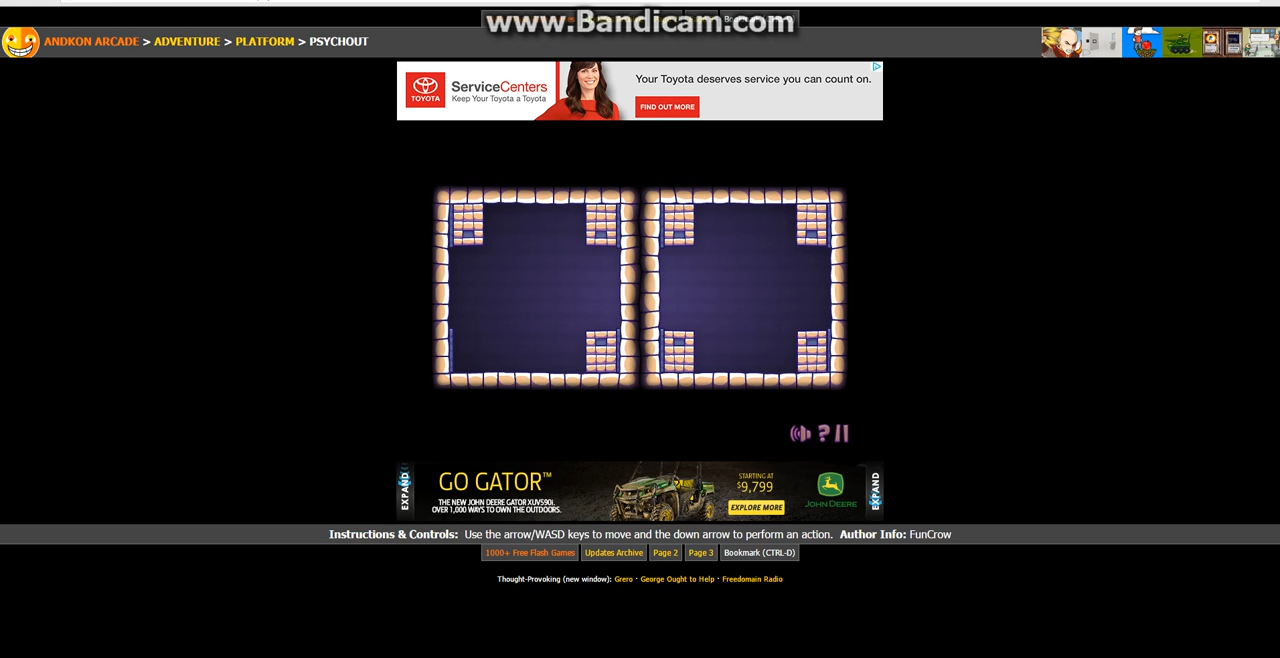 www.Bandicam.com
ANDKON ARCADE > ADVENTURE > PLATFORM > PSYCHOUT
TOYOTA
ServiceCenters
Keep Your Toyota a Toyota
Your Toyota deserves service you can count on.
FIND OUT MORE
?
EXPAND
GO GATOR™
THE NEW JOHN DEERE GATOR XUV590i.
OVER 1,000 WAYS TO OWN THE OUTDOORS.
STARTING AT
$9,799
EXPLORE MORE
JOHN DEERE
EXPAND
Instructions & Controls: Use the arrow/WASD keys to move and the down arrow to perform an action. Author Info: FunCrow
1000+ Free Flash Games Updates Archive Page 2 Page 3 Bookmark (CTRL-D)
Thought-Provoking (new window): Grero · George Ought to Help · Freedomain Radio